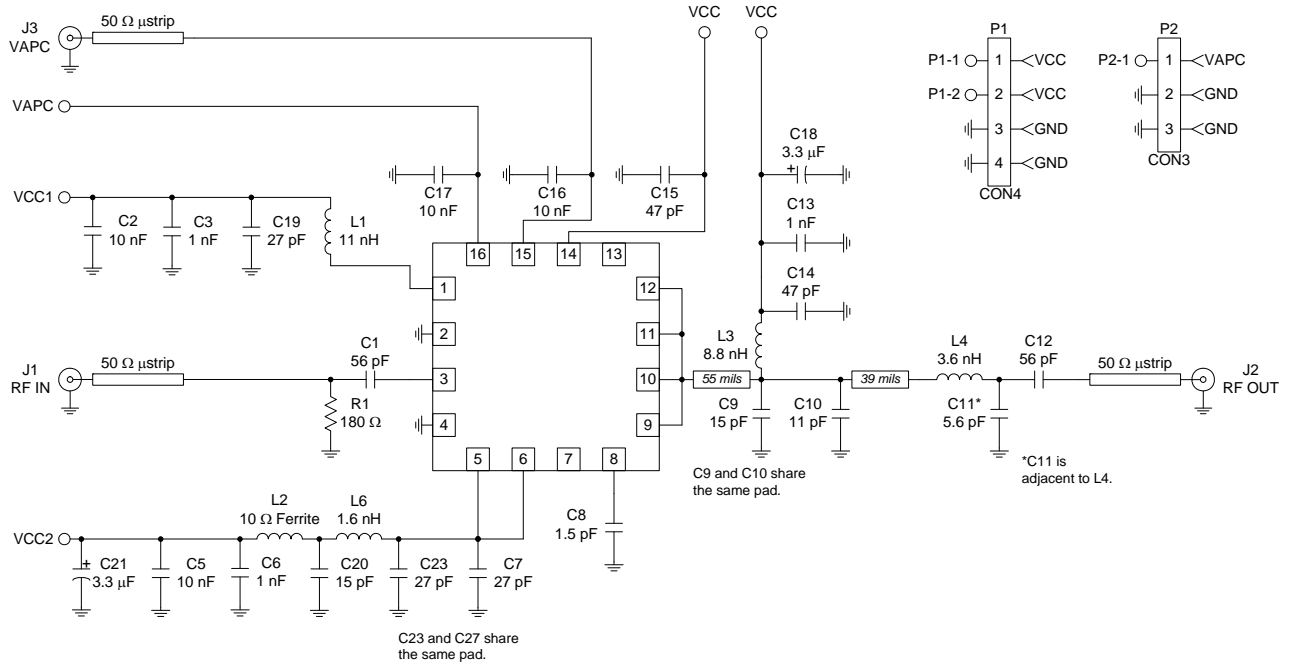 J3
VAPC
50 Ω μstrip
VCC
VCC
P1
P1-1
1
VCC
P1-2
2
VCC
3
GND
4
GND
CON4
P2
P2-1
1
VAPC
2
GND
3
GND
CON3
VAPC
C17
10 nF
C16
10 nF
C15
47 pF
C18
3.3 μF
+
C13
1 nF
C14
47 pF
VCC1
C2
10 nF
C3
1 nF
C19
27 pF
L1
11 nH
16
15
14
13
1
2
3
4
12
11
10
9
5
6
7
8
J1
RF IN
50 Ω μstrip
C1
56 pF
R1
180 Ω
L3
8.8 nH
55 mils
C9
15 pF
C10
11 pF
39 mils
L4
3.6 nH
C11*
5.6 pF
C12
56 pF
50 Ω μstrip
J2
RF OUT
C9 and C10 share
the same pad.
*C11 is
adjacent to L4.
C8
1.5 pF
VCC2
+
C21
3.3 μF
C5
10 nF
C6
1 nF
L2
10 Ω Ferrite
L6
1.6 nH
C20
15 pF
C23
27 pF
C7
27 pF
C23 and C27 share
the same pad.